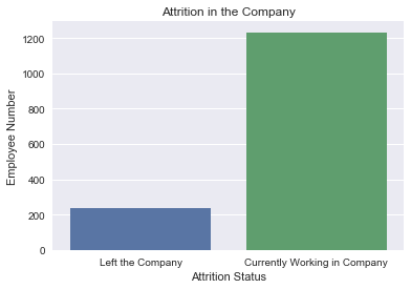 Attrition in the Company
1200
1000
800
600
400
200
0
Employee Number
Left the Company
Currently Working in Company
Attrition Status